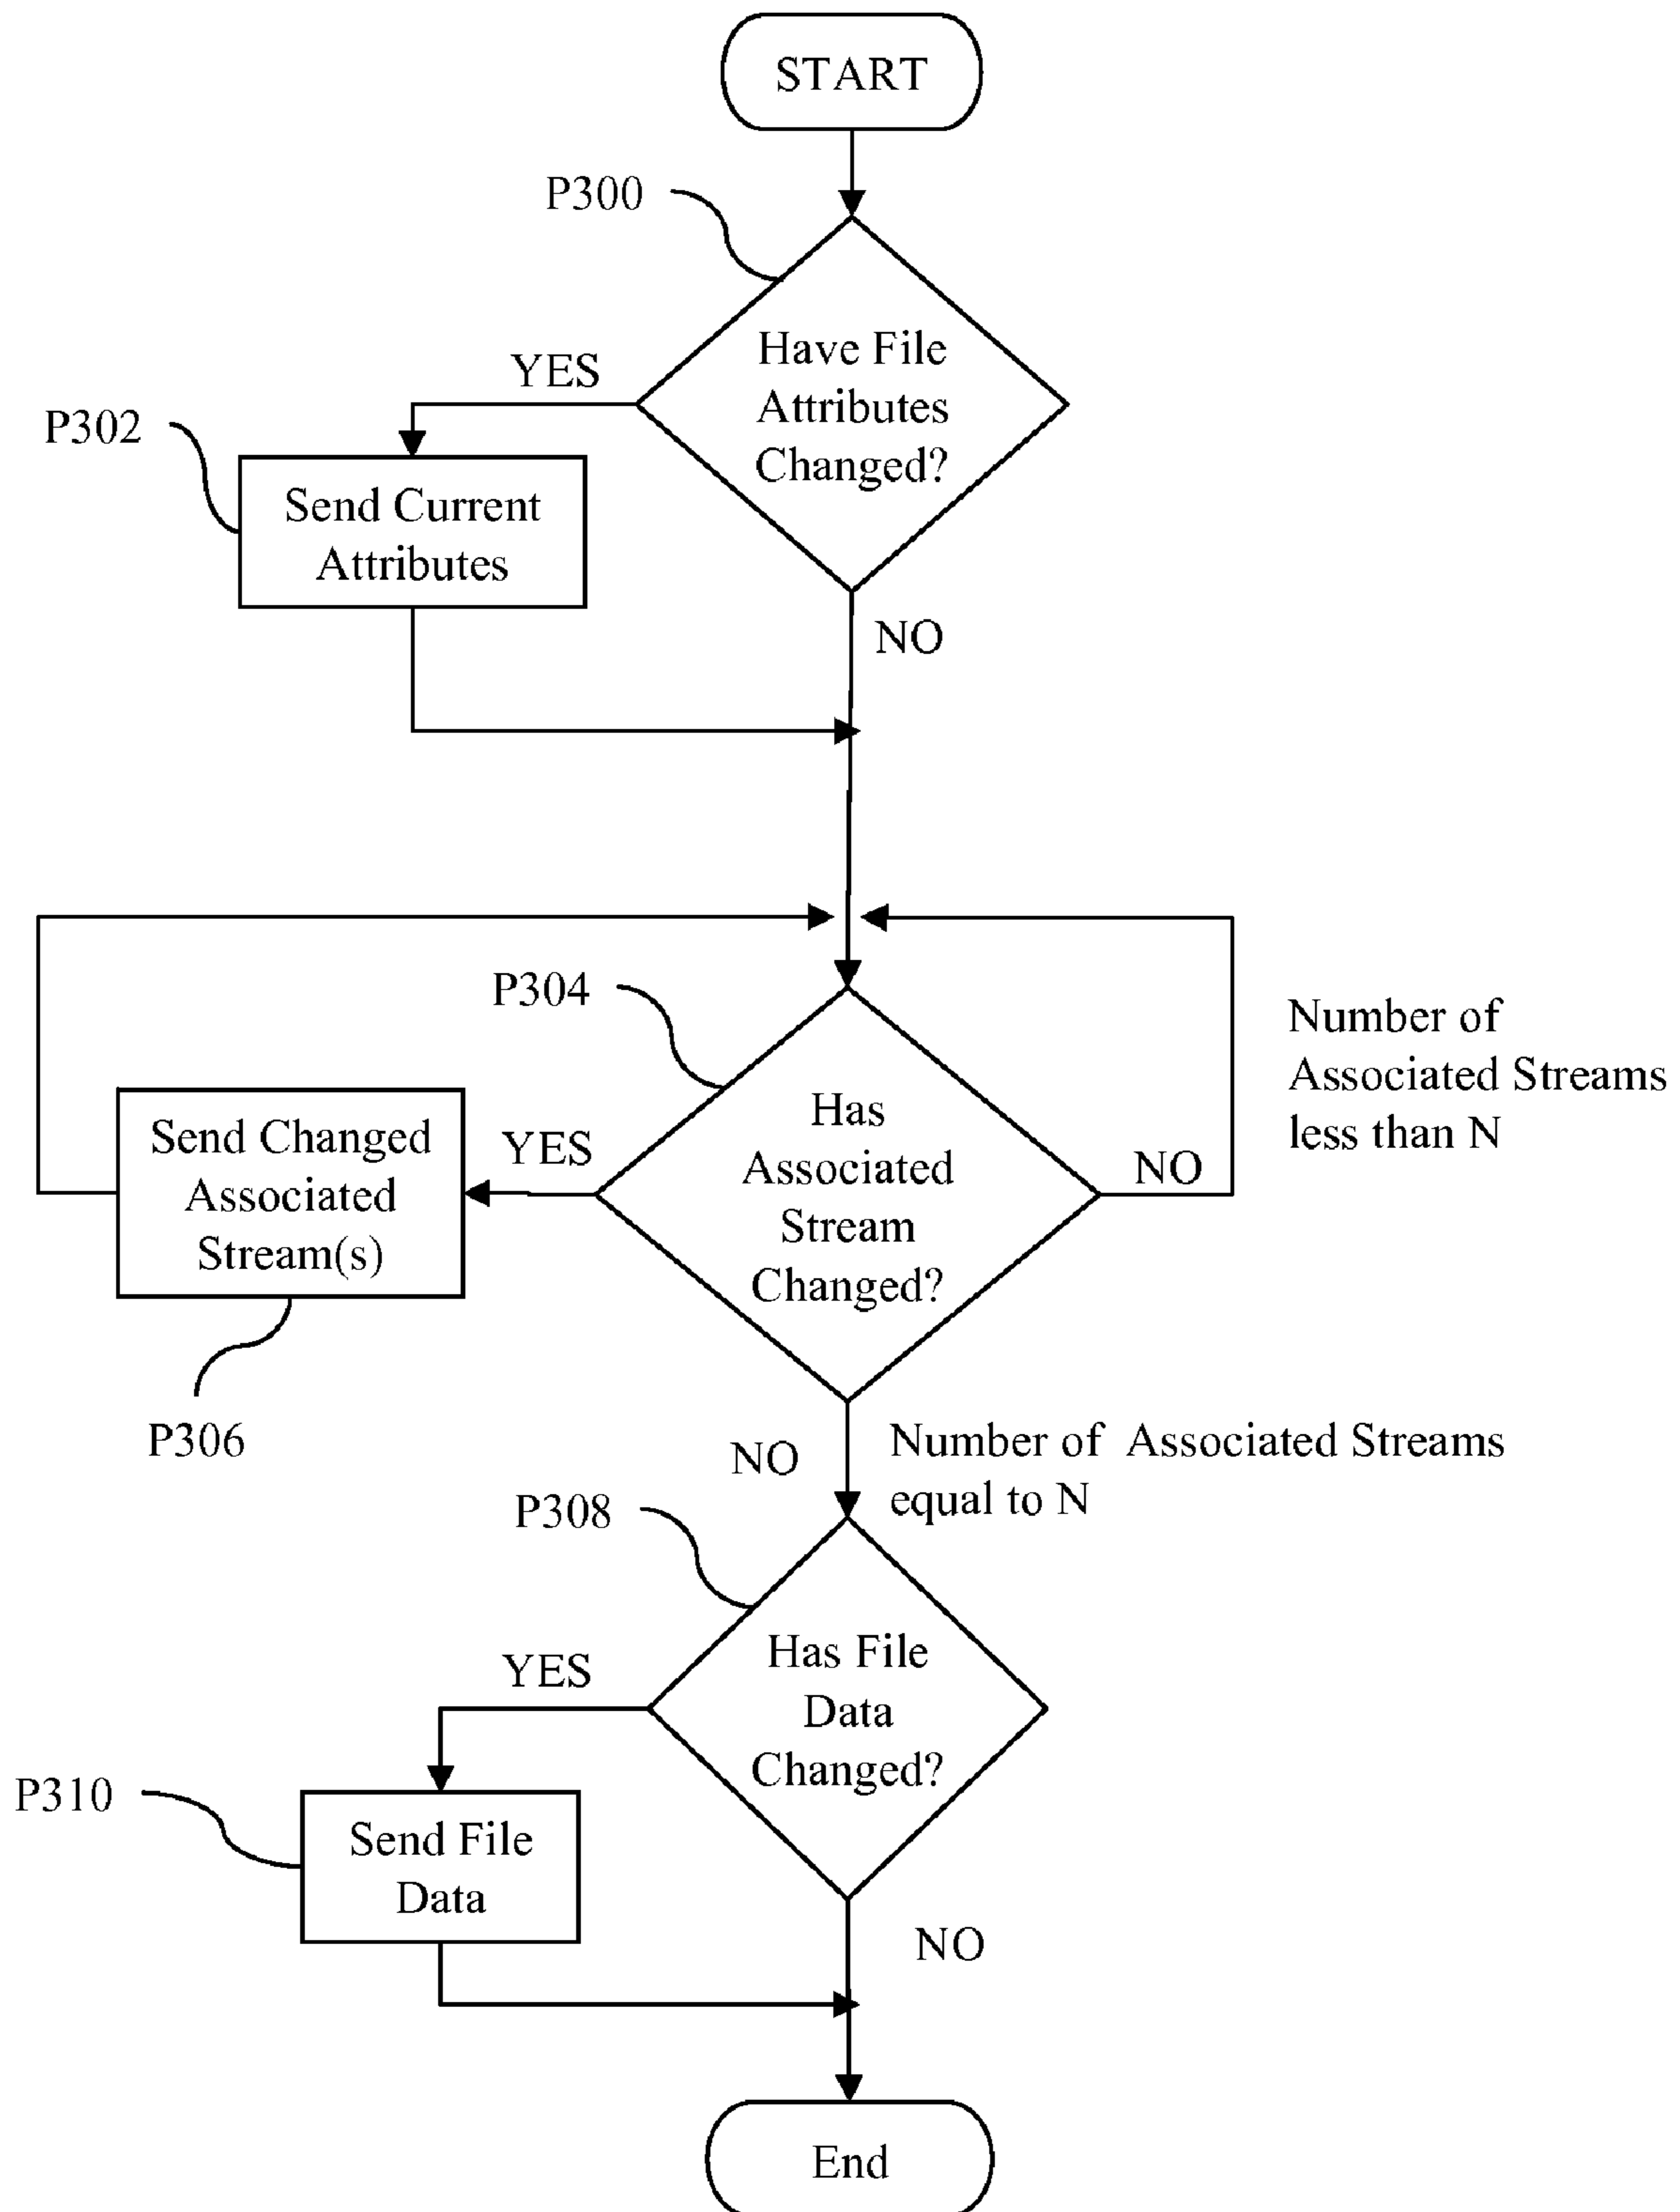 START
P300
Have File
Attributes
Changed?
YES
P302
Send Current
Attributes
NO
P304
Number of
Associated Streams
less than N
Has
Associated
Stream
Changed?
YES
NO
Send Changed
Associated
Stream(s)
P306
NO
Number of Associated Streams
equal to N
P308
Has File
Data
Changed?
YES
P310
Send File
Data
NO
End